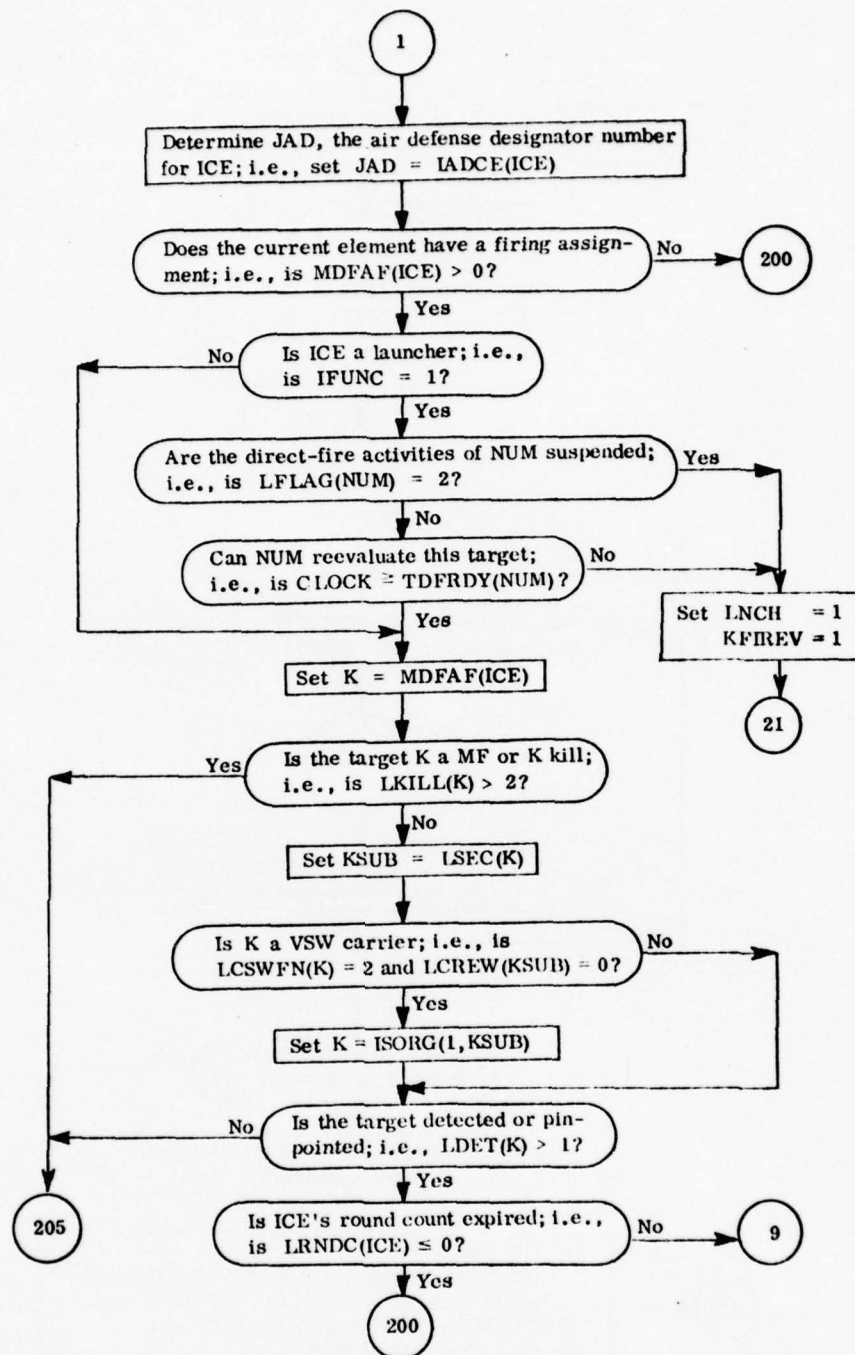 1
Determine JAD, the air defense designator number
for ICE; i.e., set JAD = IADCE(ICE)
Does the current element have a firing assign-
ment; i.e., is MDFAF(ICE) > 0?
No
200
Yes
No
Is ICE a launcher; i.e.,
is IFUNC = 1?
Yes
Are the direct-fire activities of NUM suspended;
i.e., is LFLAG(NUM) = 2?
Yes
No
Can NUM reevaluate this target;
i.e., is CLOCK ≥ TDFRDY(NUM)?
No
Yes
Set LNCH = 1
KFIREV = 1
Set K = MDFAF(ICE)
21
Yes
Is the target K a MF or K kill;
i.e., is LKILL(K) > 2?
No
Set KSUB = LSEC(K)
Is K a VSW carrier; i.e., is
LCSWFN(K) = 2 and LCREW(KSUB) = 0?
No
Yes
Set K = ISORG(1,KSUB)
No
Is the target detected or pin-
pointed; i.e., LDET(K) > 1?
Yes
205
Is ICE's round count expired; i.e.,
is LRNDC(ICE) ≤ 0?
No
9
Yes
200